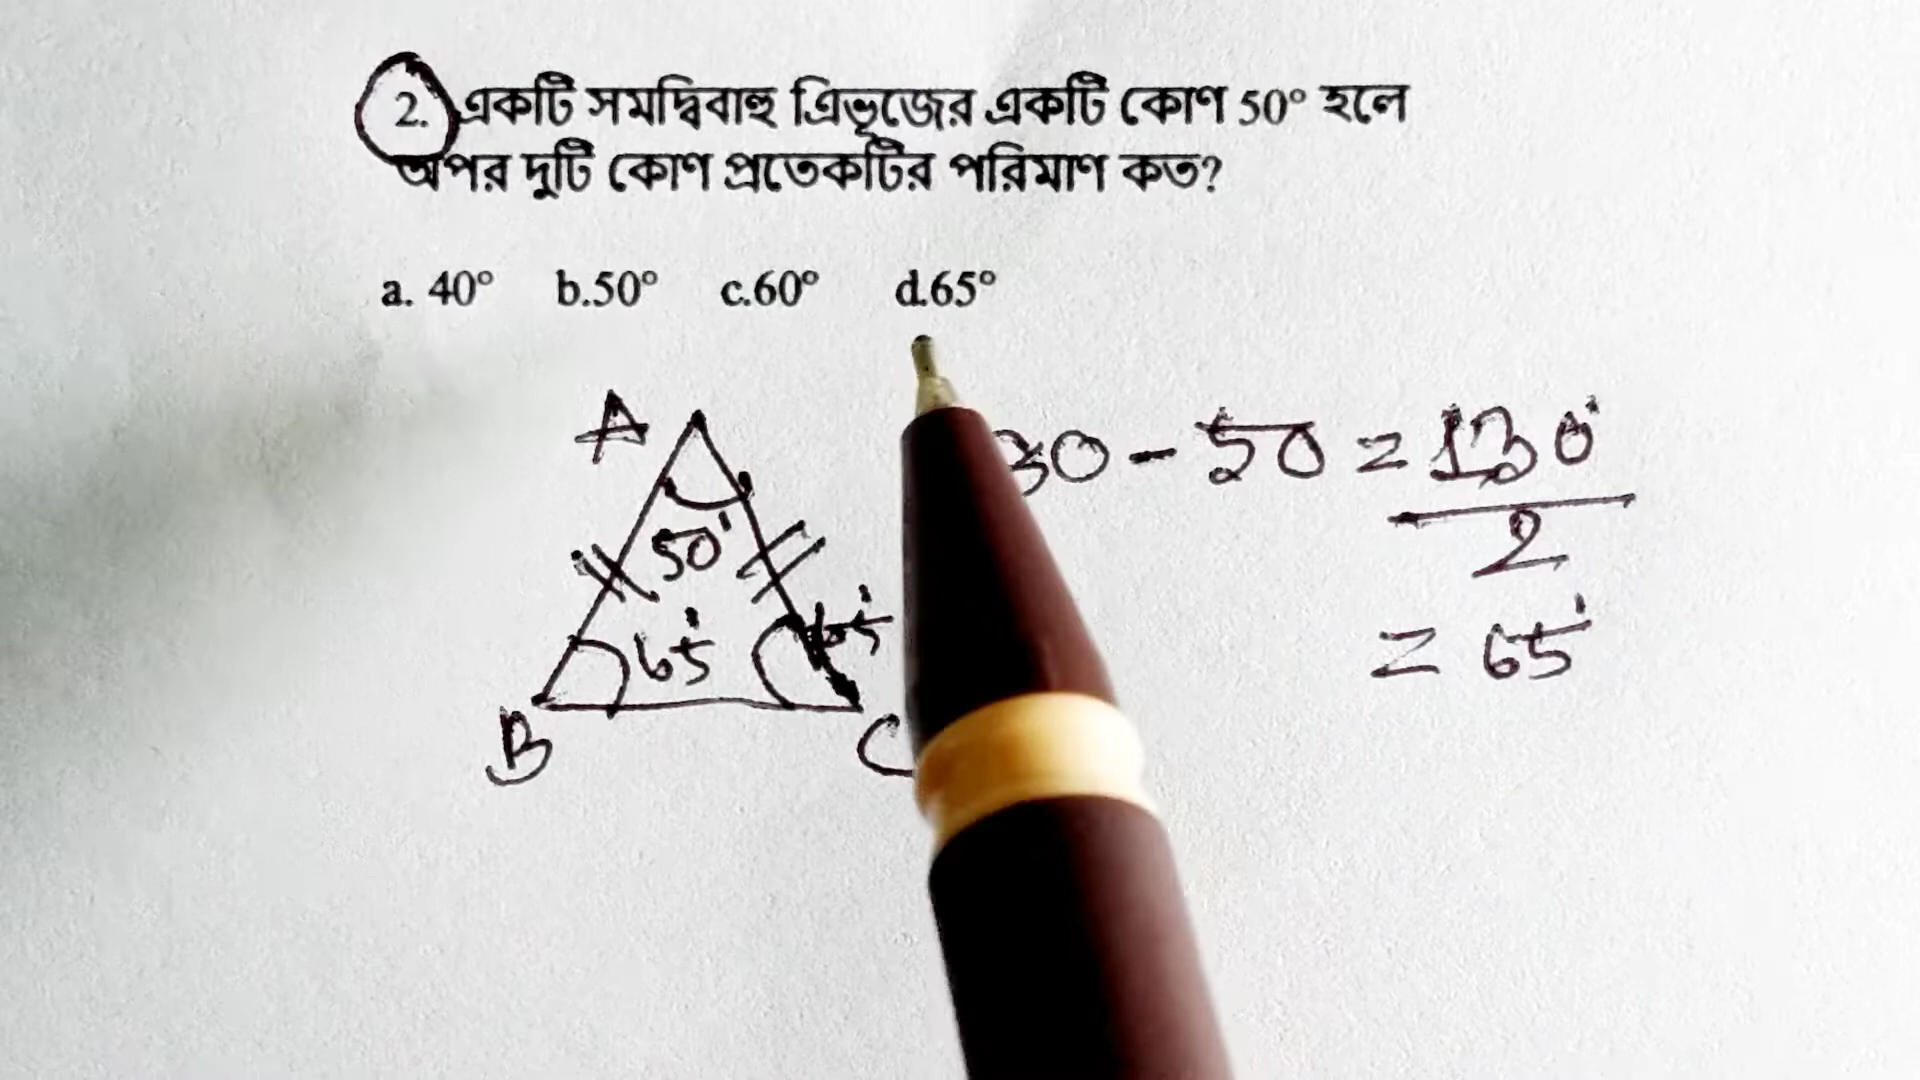 2. একটি সমদ্বিবাহু ত্রিভূজের একটি কোণ 50° হলে
অপর দুটি কোণ প্রতেকটির পরিমাণ কত?
a. 40° b.50° c.60° d.65°
A
- 50 = 130°
2
= 65°
50°
65° 65°
B C